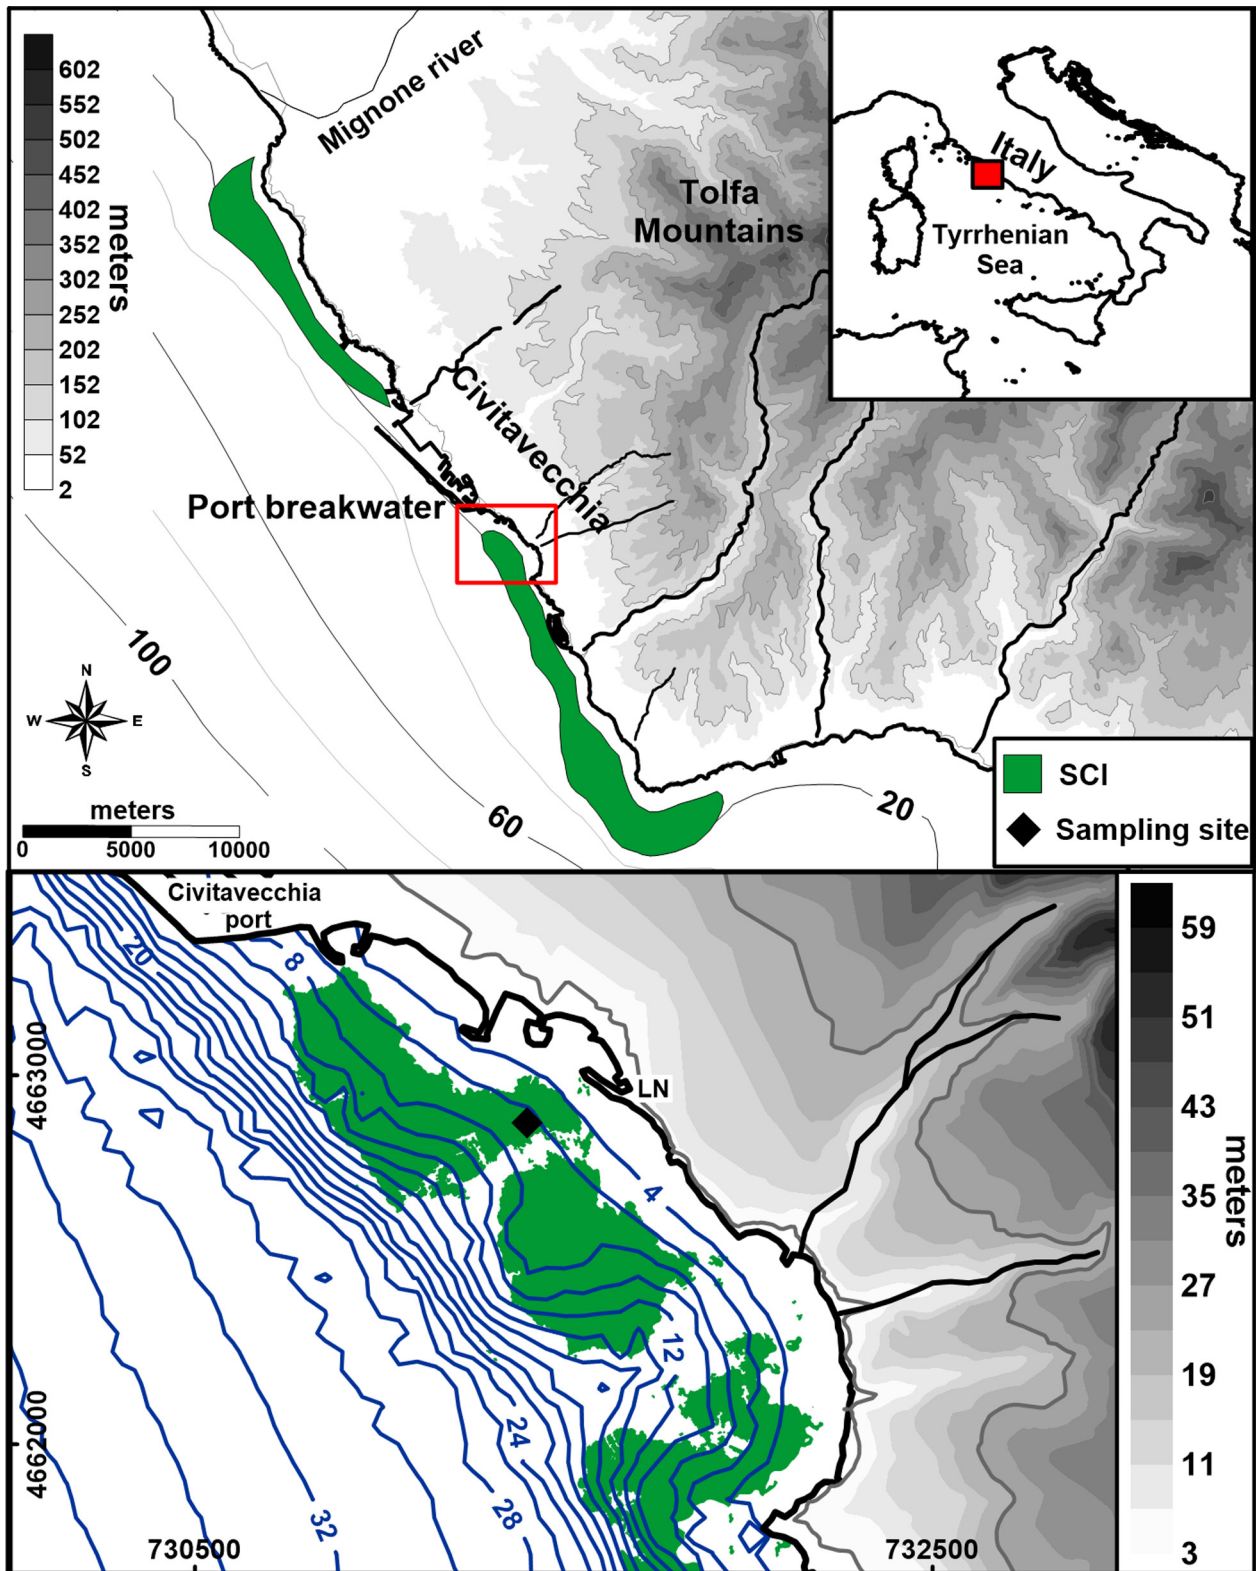 602
552
502
452
402
352
302
252
202
152
102
52
2
meters
Mignone river
Tolfa
Mountains
Civitavecchia
Port breakwater
Italy
Tyrrhenian
Sea
100
60
20
N
W
E
S
meters
0
5000
10000
SCI
Sampling site
Civitavecchia
port
20
8
LN
4
12
24
28
32
4663000
4662000
730500
732500
59
51
43
35
27
19
11
3
meters